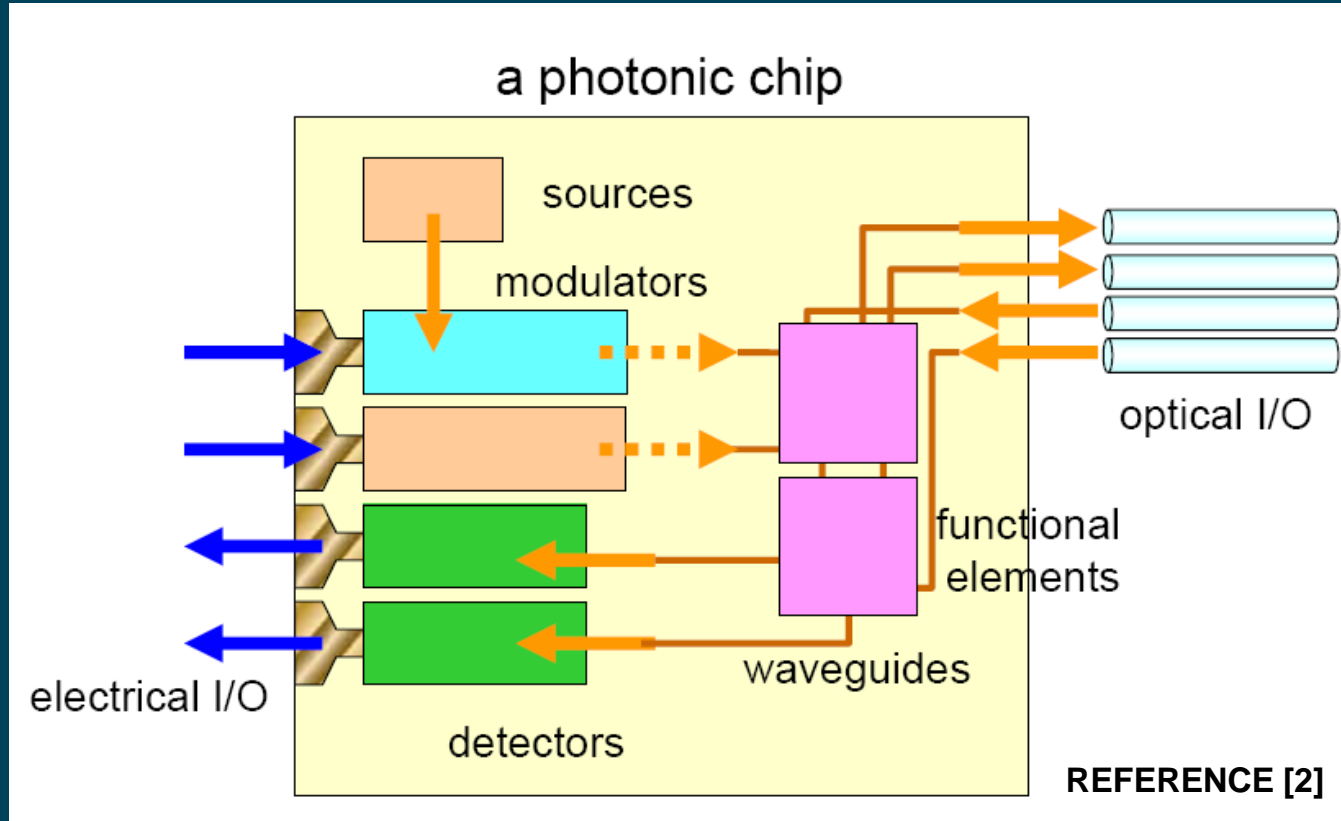 a photonic chip
sources
modulators
optical I/O
functional
elements
waveguides
electrical I/O
detectors
REFERENCE [2]